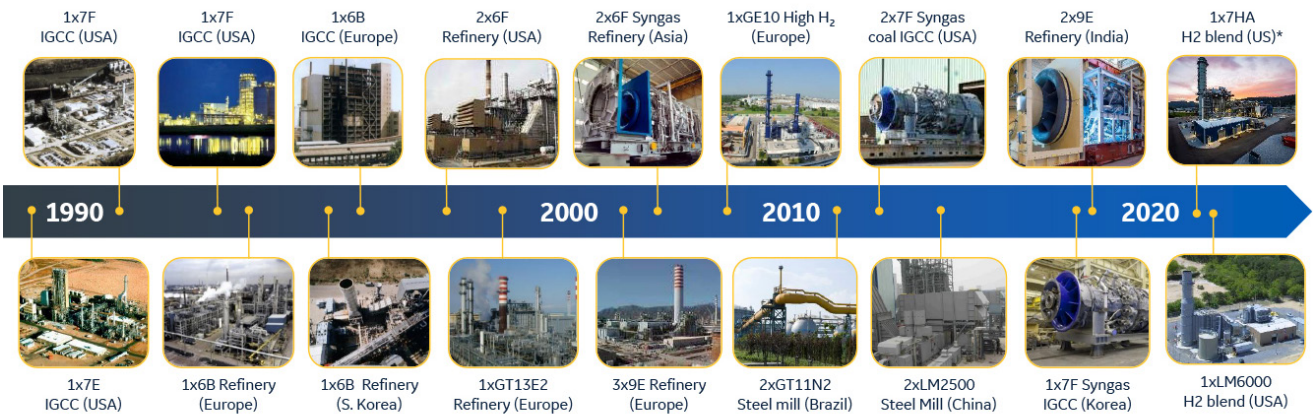 1x7F
IGCC (USA)
1x7F
IGCC (USA)
1x6B
IGCC (Europe)
2x6F
Refinery (USA)
2x6F Syngas
Refinery (Asia)
1xGE10 High H₂
(Europe)
2x7F Syngas
coal IGCC (USA)
2x9E
Refinery (India)
1x7HA
H2 blend (US)*
1990
2000
2010
2020
1x7E
IGCC (USA)
1x6B Refinery
(Europe)
1x6B Refinery
(S. Korea)
1xGT13E2
Refinery (Europe)
3x9E Refinery
(Europe)
2xGT11N2
Steel mill (Brazil)
2xLM2500
Steel Mill (China)
1x7F Syngas
IGCC (Korea)
1xLM6000
H2 blend (USA)